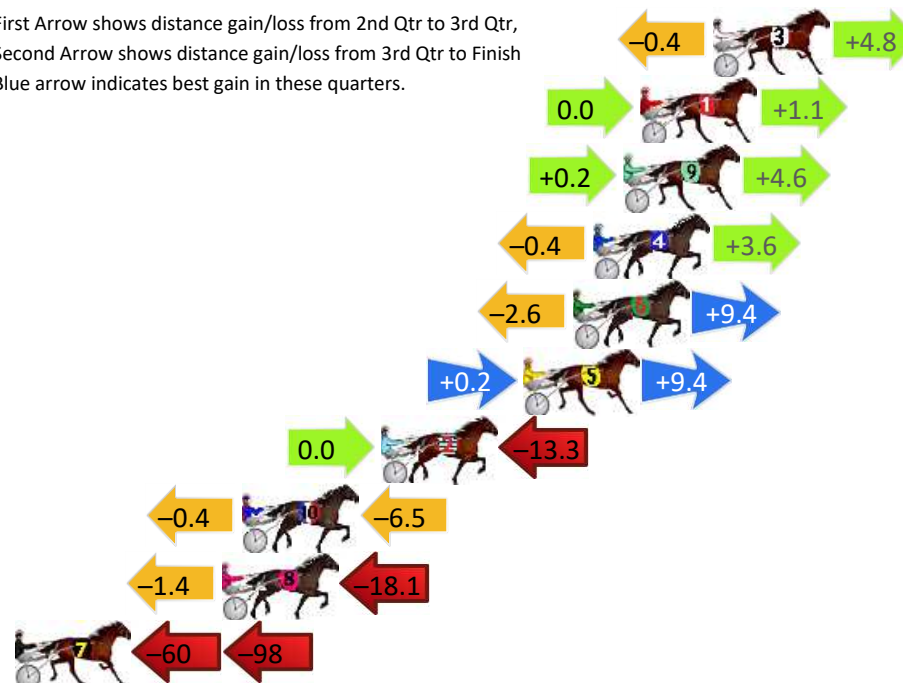 First Arrow shows distance gain/loss from 2nd Qtr to 3rd Qtr,
Second Arrow shows distance gain/loss from 3rd Qtr to Finish
Blue arrow indicates best gain in these quarters.
–0.4 3 +4.8
0.0 1 +1.1
+0.2 9 +4.6
–0.4 4 +3.6
–2.6 +9.4
+0.2 5 +9.4
0.0 2 –13.3
–0.4 10 –6.5
–1.4 8 –18.1
7 –60 –98